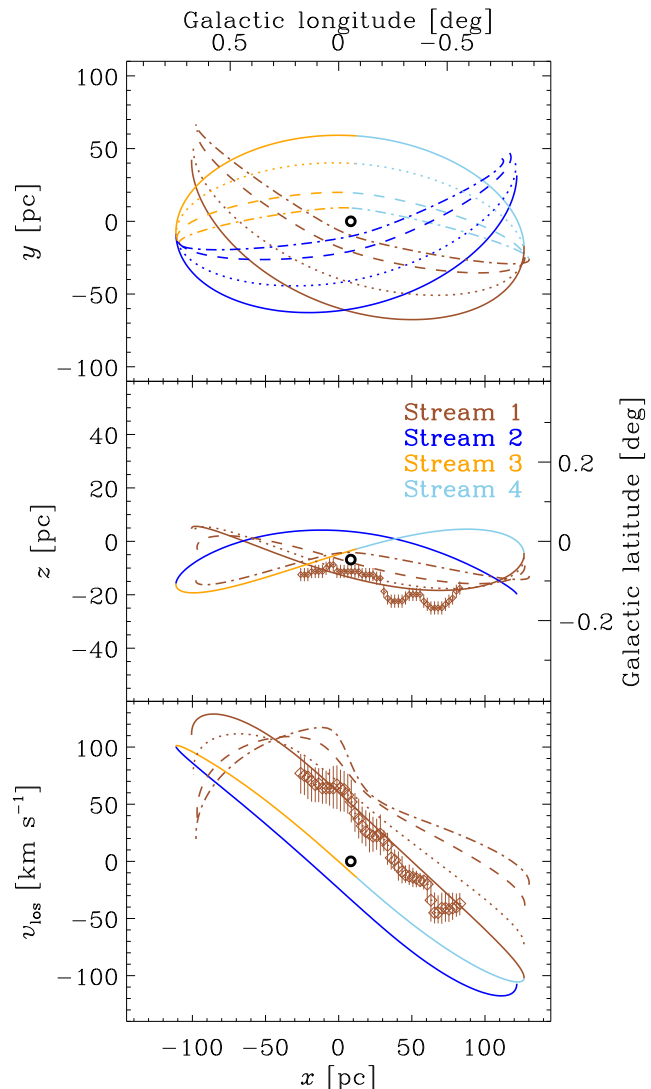 Galactic longitude [deg]
0.5 0 −0.5
100
50
0
−50
−100
y [pc]
Stream 1
Stream 2
Stream 3
Stream 4
40
20
0
−20
−40
z [pc]
0.2
0
−0.2
Galactic latitude [deg]
100
50
0
−50
−100
v_los [km s⁻¹]
−100 −50 0 50 100
x [pc]